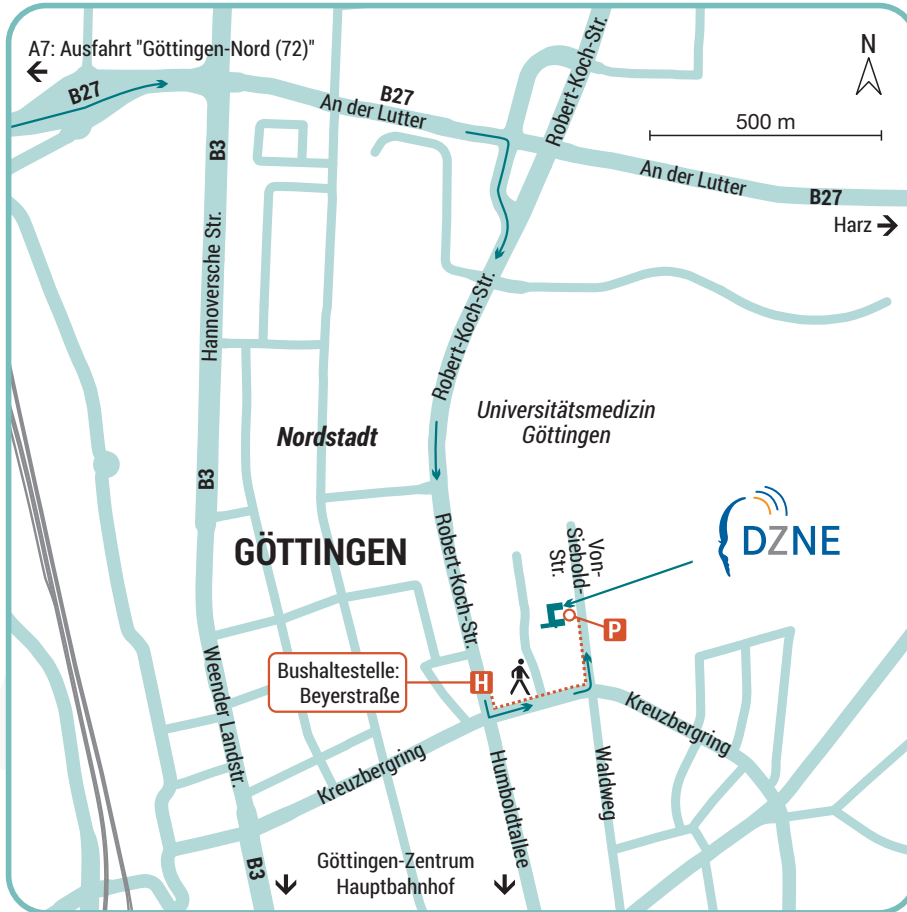 A7: Ausfahrt "Göttingen-Nord (72)"
B27
B27
An der Lutter
Robert-Koch-Str.
N
500 m
B3
An der Lutter
B27
Harz
Hannoversche Str.
Robert-Koch-Str.
Nordstadt
Universitätsmedizin
Göttingen
B3
GÖTTINGEN
Robert-Koch-Str.
Von-
Siebold-
Str.
DZNE
P
Bushaltestelle:
Beyerstraße
H
Weender Landstr.
Kreuzbergring
Kreuzbergring
Humboldtallee
Waldweg
B3
Göttingen-Zentrum
Hauptbahnhof